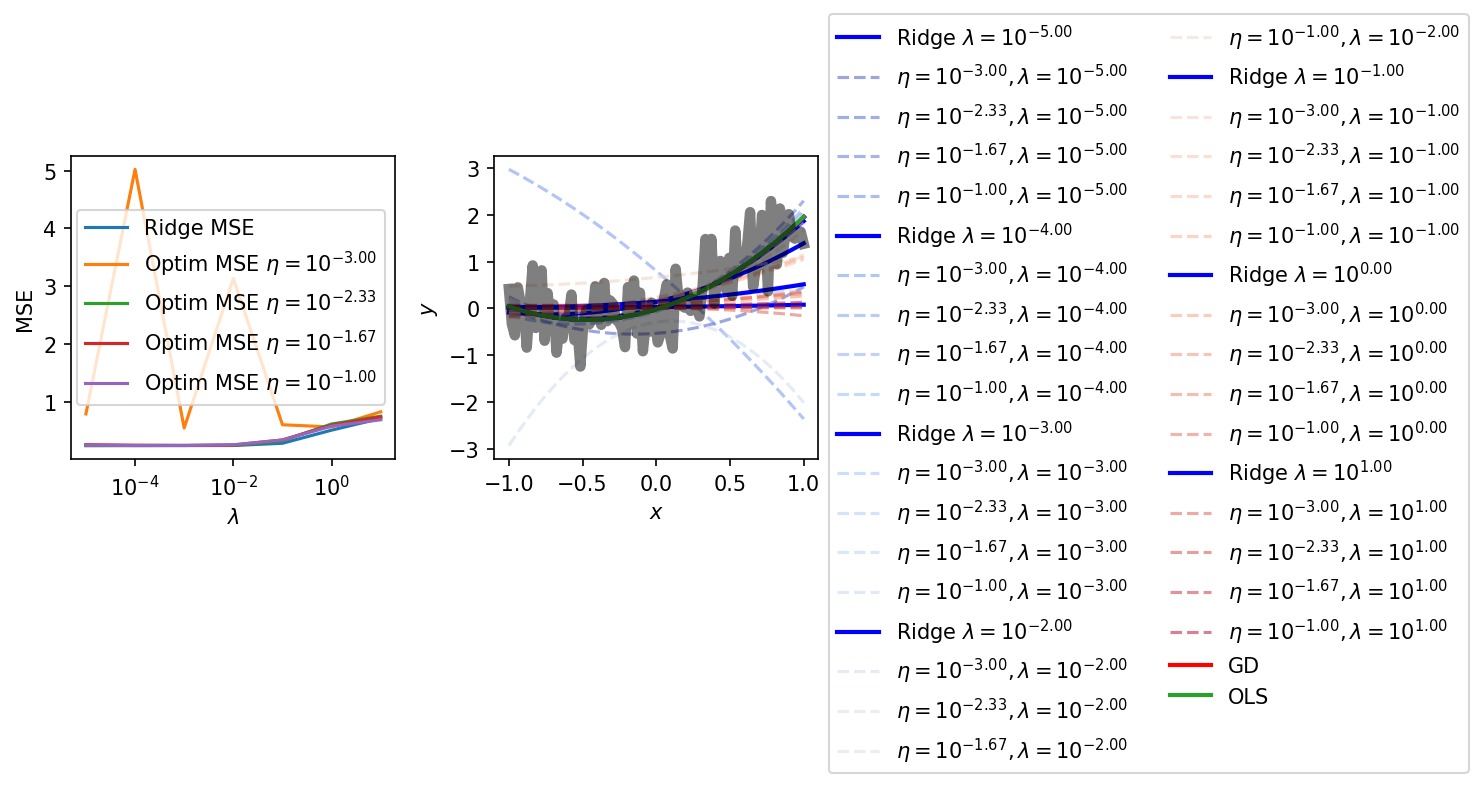 5
4
3
2
1
MSE
Ridge MSE
Optim MSE η = 10^−3.00
Optim MSE η = 10^−2.33
Optim MSE η = 10^−1.67
Optim MSE η = 10^−1.00
10^−4 10^−2 10^0
λ
3
2
1
0
−1
−2
−3
y
−1.0 −0.5 0.0 0.5 1.0
x
Ridge λ = 10^−5.00
η = 10^−3.00, λ = 10^−5.00
η = 10^−2.33, λ = 10^−5.00
η = 10^−1.67, λ = 10^−5.00
η = 10^−1.00, λ = 10^−5.00
Ridge λ = 10^−4.00
η = 10^−3.00, λ = 10^−4.00
η = 10^−2.33, λ = 10^−4.00
η = 10^−1.67, λ = 10^−4.00
η = 10^−1.00, λ = 10^−4.00
Ridge λ = 10^−3.00
η = 10^−3.00, λ = 10^−3.00
η = 10^−2.33, λ = 10^−3.00
η = 10^−1.67, λ = 10^−3.00
η = 10^−1.00, λ = 10^−3.00
Ridge λ = 10^−2.00
η = 10^−3.00, λ = 10^−2.00
η = 10^−2.33, λ = 10^−2.00
η = 10^−1.67, λ = 10^−2.00
η = 10^−1.00, λ = 10^−2.00
Ridge λ = 10^−1.00
η = 10^−3.00, λ = 10^−1.00
η = 10^−2.33, λ = 10^−1.00
η = 10^−1.67, λ = 10^−1.00
η = 10^−1.00, λ = 10^−1.00
Ridge λ = 10^0.00
η = 10^−3.00, λ = 10^0.00
η = 10^−2.33, λ = 10^0.00
η = 10^−1.67, λ = 10^0.00
η = 10^−1.00, λ = 10^0.00
Ridge λ = 10^1.00
η = 10^−3.00, λ = 10^1.00
η = 10^−2.33, λ = 10^1.00
η = 10^−1.67, λ = 10^1.00
η = 10^−1.00, λ = 10^1.00
GD
OLS